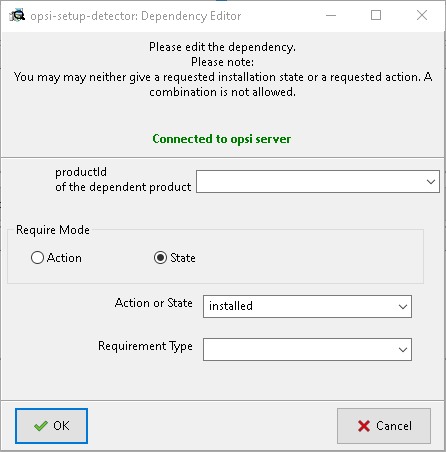 opsi-setup-detector: Dependency Editor
Please edit the dependency.
Please note:
You may may neither give a requested installation state or a requested action. A
combination is not allowed.
Connected to opsi server
productId
of the dependent product
Require Mode
Action State
Action or State installed
Requirement Type
OK Cancel